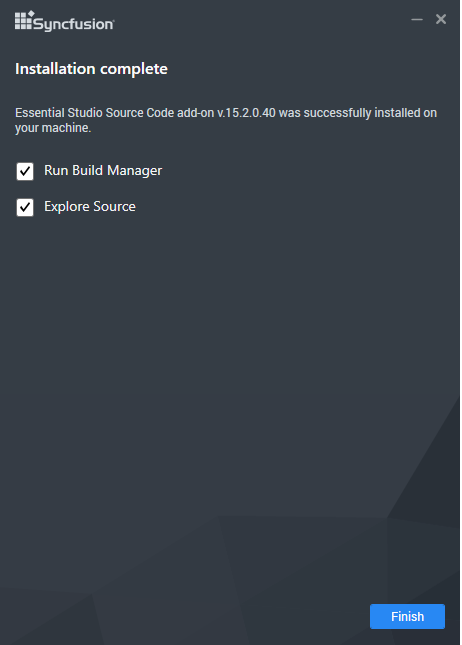 Syncfusion
Installation complete
Essential Studio Source Code add-on v.15.2.0.40 was successfully installed on
your machine.
Run Build Manager
Explore Source
Finish